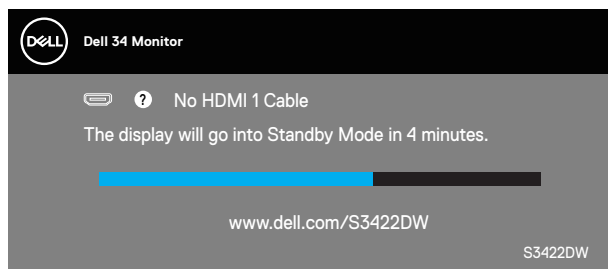 DELL
Dell 34 Monitor
? No HDMI 1 Cable
The display will go into Standby Mode in 4 minutes.
www.dell.com/S3422DW
S3422DW